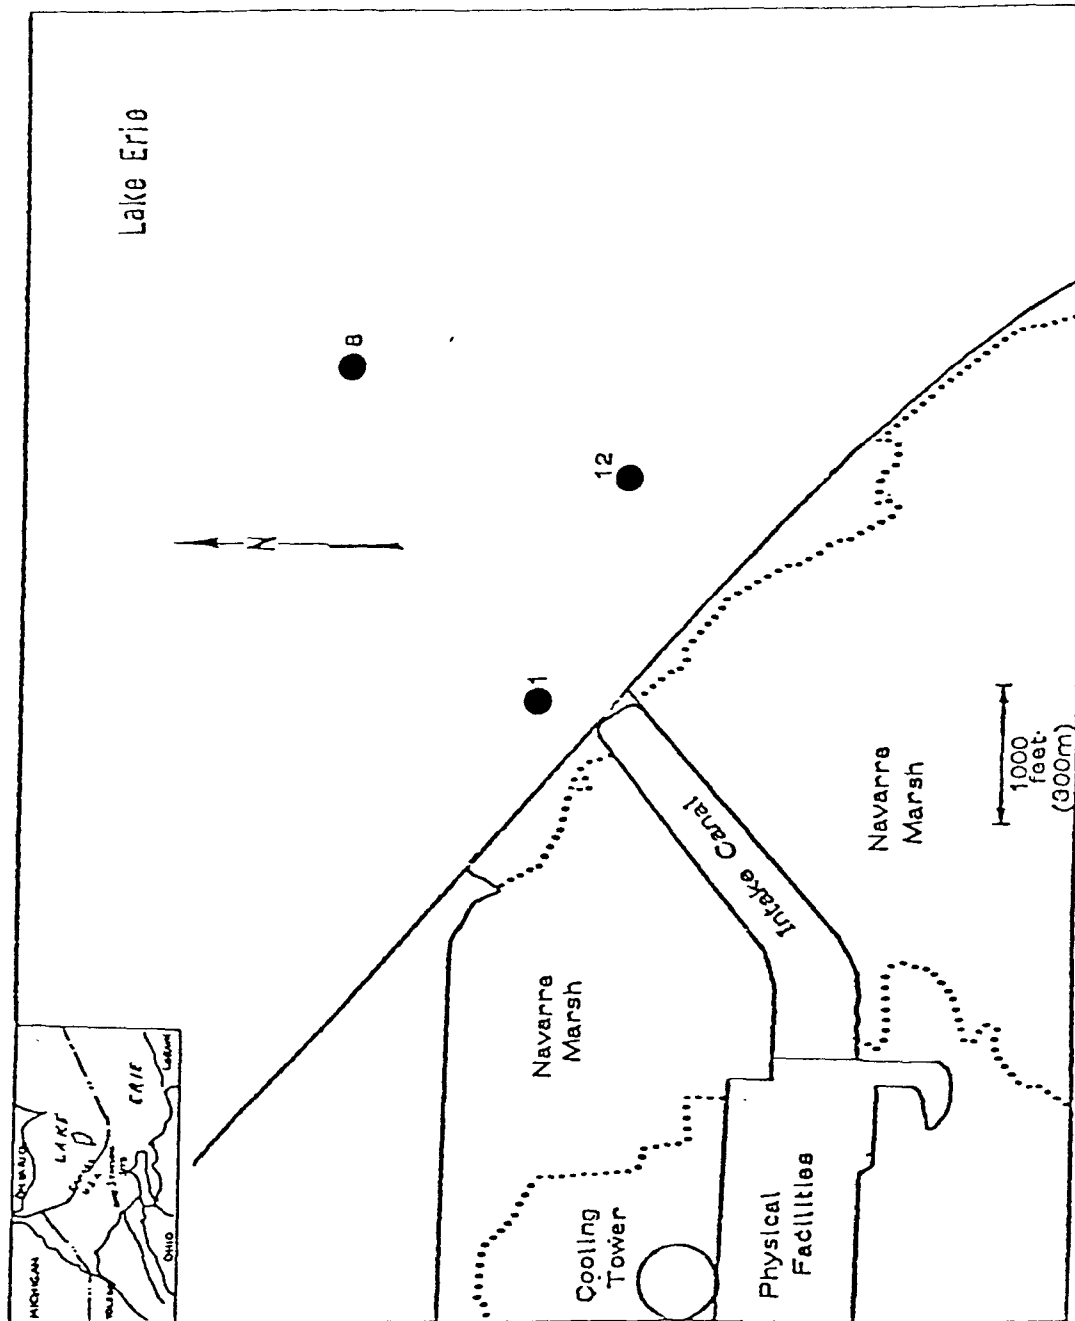 Lake Erie
8
12
N
1
Navarre
Marsh
Intake Canal
Navarre
Marsh
1000
feet.
(300m)
Cooling
Tower
Physical
Facilities
MICHIGAN
LAKE
ERIE
OHIO